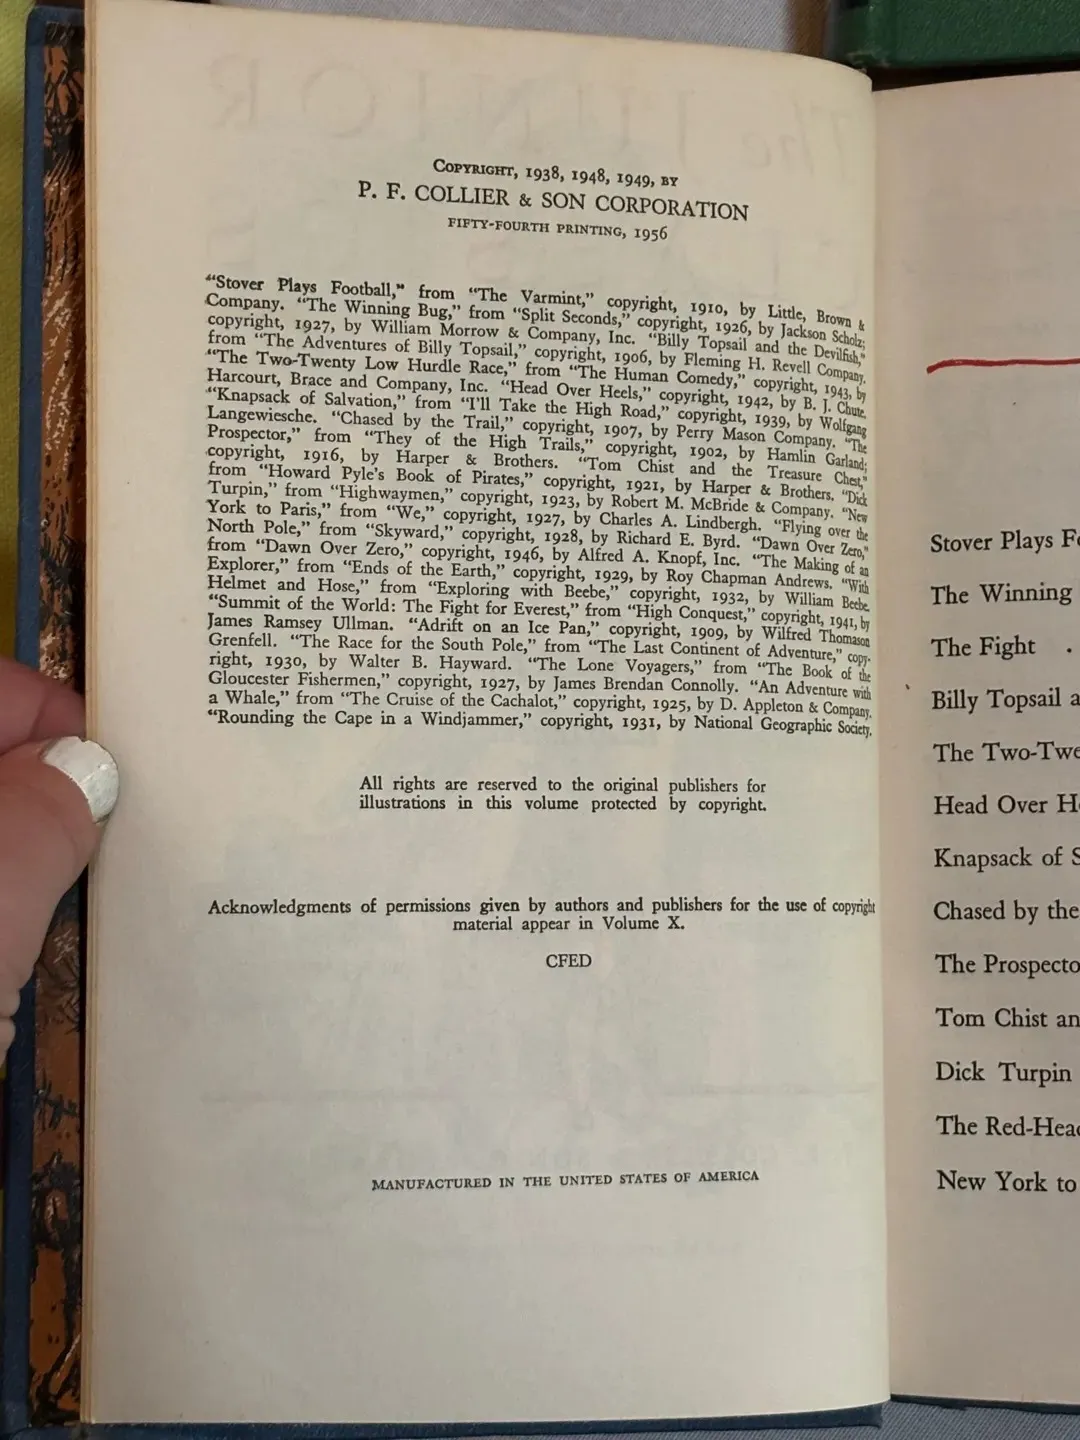 Copyright, 1938, 1948, 1949, by
P. F. COLLIER & SON CORPORATION
FIFTY-FOURTH PRINTING, 1956
“Stover Plays Football,” from “The Varmint,” copyright, 1910, by Little, Brown &
Company. “The Winning Bug,” from “Split Seconds,” copyright, 1926, by Jackson Scholz;
copyright, 1927, by William Morrow & Company, Inc. “Billy Topsail and the Devilfish,”
from “The Adventures of Billy Topsail,” copyright, 1906, by Fleming H. Revell Company.
“The Two-Twenty Low Hurdle Race,” from “The Human Comedy,” copyright, 1943, by
Harcourt, Brace and Company, Inc. “Head Over Heels,” copyright, 1942, by B. J. Chute.
“Knapsack of Salvation,” from “I’ll Take the High Road,” copyright, 1939, by Wolfgang
Langewiesche. “Chased by the Trail,” copyright, 1907, by Perry Mason Company. “The
Prospector,” from “They of the High Trails,” copyright, 1902, by Hamlin Garland;
copyright, 1916, by Harper & Brothers. “Tom Chist and the Treasure Chest,”
from “Howard Pyle’s Book of Pirates,” copyright, 1921, by Harper & Brothers. “Dick
Turpin,” from “Highwaymen,” copyright, 1923, by Robert M. McBride & Company. “New
York to Paris,” from “We,” copyright, 1927, by Charles A. Lindbergh. “Flying over the
North Pole,” from “Skyward,” copyright, 1928, by Richard E. Byrd. “Dawn Over Zero,”
from “Dawn Over Zero,” copyright, 1946, by Alfred A. Knopf, Inc. “The Making of an
Explorer,” from “Ends of the Earth,” copyright, 1929, by Roy Chapman Andrews. “With
Helmet and Hose,” from “Exploring with Beebe,” copyright, 1932, by William Beebe.
“Summit of the World: The Fight for Everest,” from “High Conquest,” copyright, 1941, by
James Ramsey Ullman. “Adrift on an Ice Pan,” copyright, 1909, by Wilfred Thomason
Grenfell. “The Race for the South Pole,” from “The Last Continent of Adventure,” copy-
right, 1930, by Walter B. Hayward. “The Lone Voyagers,” from “The Book of the
Gloucester Fishermen,” copyright, 1927, by James Brendan Connolly. “An Adventure with
a Whale,” from “The Cruise of the Cachalot,” copyright, 1925, by D. Appleton & Company.
“Rounding the Cape in a Windjammer,” copyright, 1931, by National Geographic Society.
All rights are reserved to the original publishers for
illustrations in this volume protected by copyright.
Acknowledgments of permissions given by authors and publishers for the use of copyright
material appear in Volume X.
CFED
MANUFACTURED IN THE UNITED STATES OF AMERICA
Stover Plays F
The Winning
The Fight .
Billy Topsail a
The Two-Twe
Head Over H
Knapsack of S
Chased by the
The Prospecto
Tom Chist an
Dick Turpin
The Red-Head
New York to